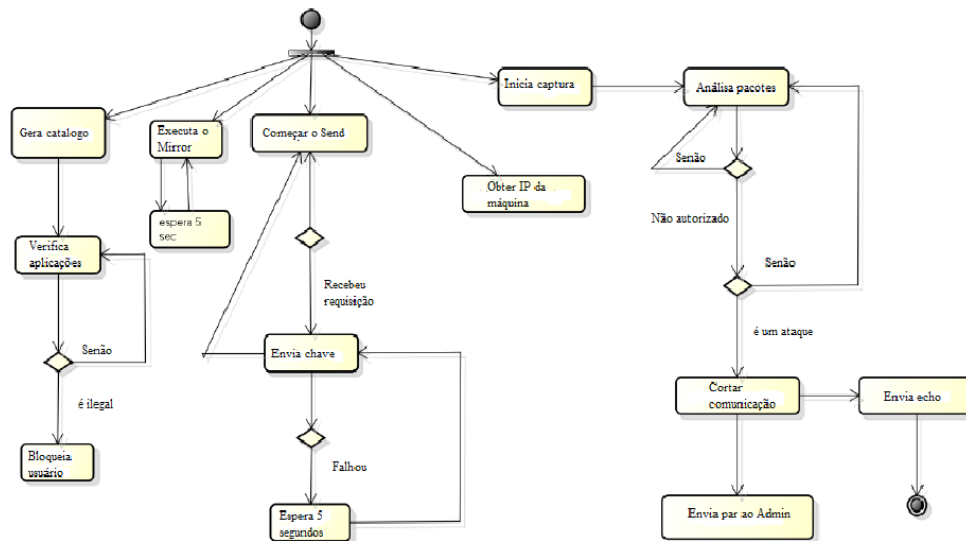 Inicia captura
Análisa pacotes
Gera catalogo
Executa o
Mirror
Começar o Send
Senão
Obter IP da
máquina
espera 5
sec
Não autorizado
Verifica
aplicações
Senão
Recebeu
requisição
Senão
é um ataque
Envia chave
é ilegal
Cortar
comunicação
Envia echo
Bloqueia
usuário
Falhou
Espera 5
segundos
Envia par ao Admin